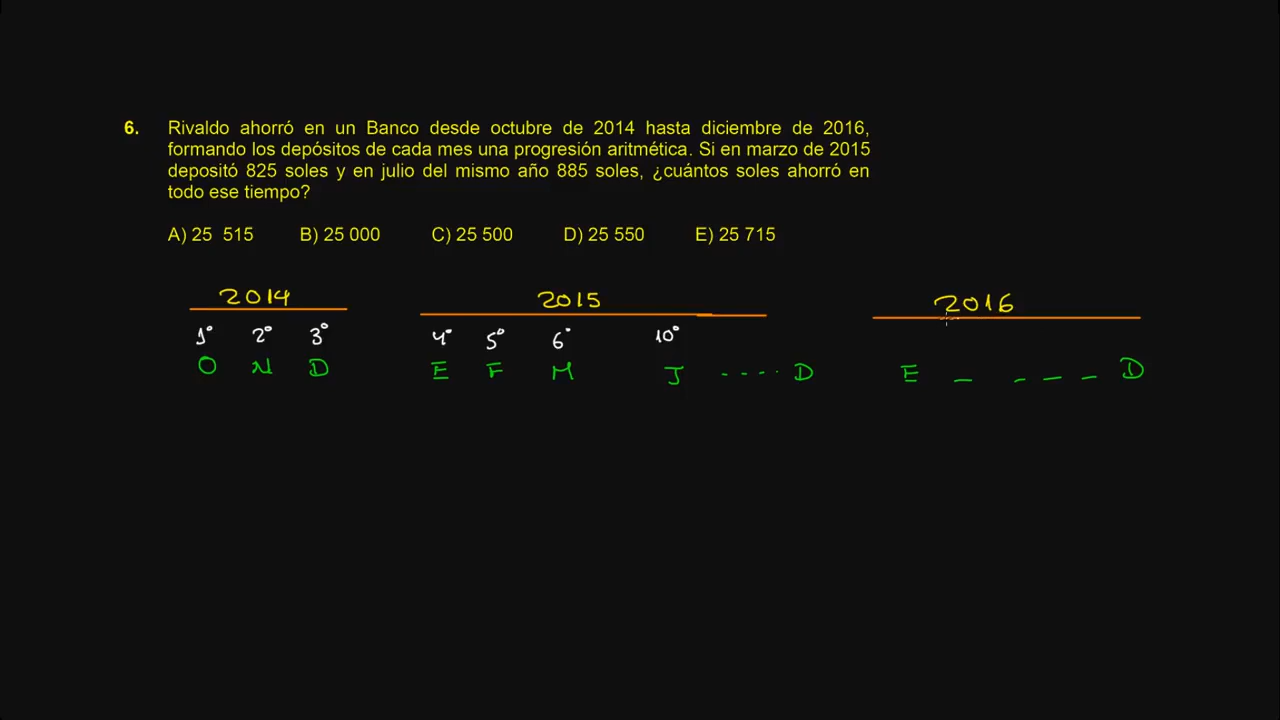 6. Rivaldo ahorró en un Banco desde octubre de 2014 hasta diciembre de 2016,
formando los depósitos de cada mes una progresión aritmética. Si en marzo de 2015
depositó 825 soles y en julio del mismo año 885 soles, ¿cuántos soles ahorró en
todo ese tiempo?
A) 25 515 B) 25 000 C) 25 500 D) 25 550 E) 25 715
2014 2015 2016
1° 2° 3° 4° 5° 6° 10°
O N D E F M J ---- D E - - - - D